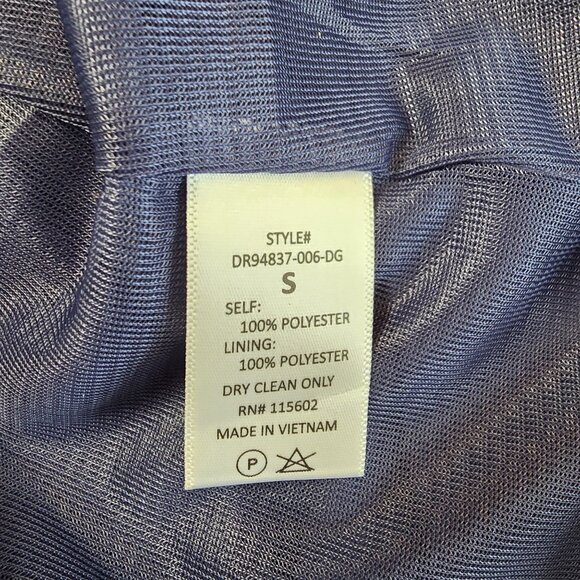 STYLE#
DR94837-006-DG
S
SELF:
100% POLYESTER
LINING:
100% POLYESTER
DRY CLEAN ONLY
RN# 115602
MADE IN VIETNAM
P